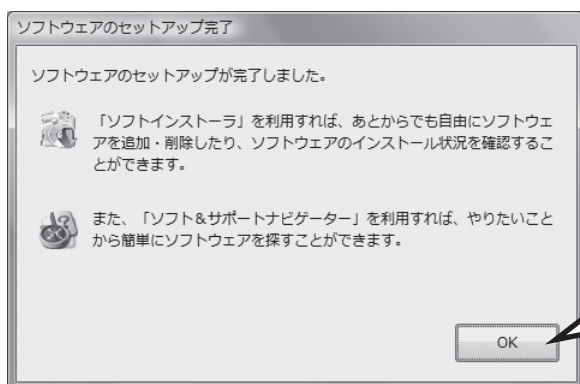 ソフトウェアのセットアップ完了
ソフトウェアのセットアップが完了しました。
「ソフトインストーラ」を利用すれば、あとからでも自由にソフトウェ
アを追加・削除したり、ソフトウェアのインストール状況を確認するこ
とができます。
また、「ソフト&サポートナビゲーター」を利用すれば、やりたいこと
から簡単にソフトウェアを探すことができます。
OK